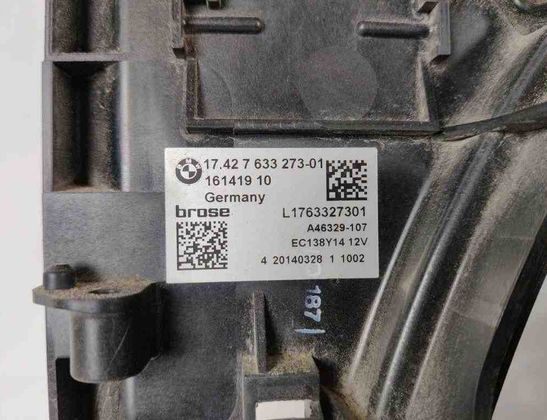 BMW 17.42 7 633 273-01
161419 10
Germany
brose L1763327301
A46329-107
EC138Y14 12V
4 20140328 1 1002
187